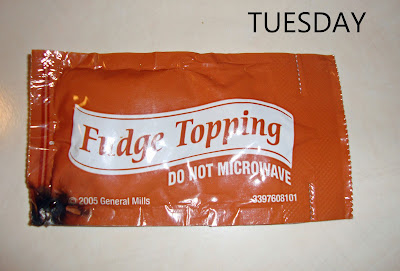 TUESDAY
Fudge Topping
DO NOT MICROWAVE
© 2005 General Mills
3397608101